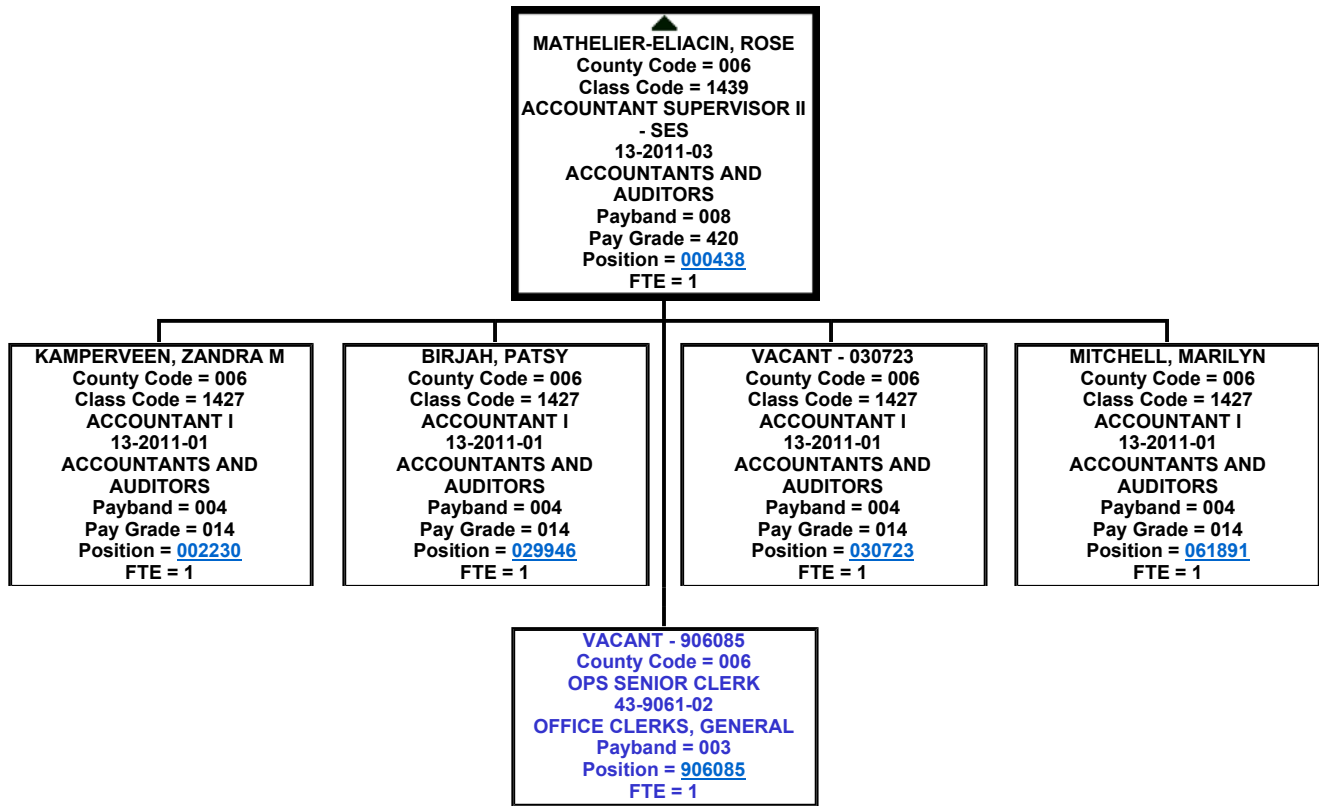 MATHELIER-ELIACIN, ROSE
County Code = 006
Class Code = 1439
ACCOUNTANT SUPERVISOR II
- SES
13-2011-03
ACCOUNTANTS AND
AUDITORS
Payband = 008
Pay Grade = 420
Position = 000438
FTE = 1
KAMPERVEEN, ZANDRA M
County Code = 006
Class Code = 1427
ACCOUNTANT I
13-2011-01
ACCOUNTANTS AND
AUDITORS
Payband = 004
Pay Grade = 014
Position = 002230
FTE = 1
BIRJAH, PATSY
County Code = 006
Class Code = 1427
ACCOUNTANT I
13-2011-01
ACCOUNTANTS AND
AUDITORS
Payband = 004
Pay Grade = 014
Position = 029946
FTE = 1
VACANT - 030723
County Code = 006
Class Code = 1427
ACCOUNTANT I
13-2011-01
ACCOUNTANTS AND
AUDITORS
Payband = 004
Pay Grade = 014
Position = 030723
FTE = 1
MITCHELL, MARILYN
County Code = 006
Class Code = 1427
ACCOUNTANT I
13-2011-01
ACCOUNTANTS AND
AUDITORS
Payband = 004
Pay Grade = 014
Position = 061891
FTE = 1
VACANT - 906085
County Code = 006
OPS SENIOR CLERK
43-9061-02
OFFICE CLERKS, GENERAL
Payband = 003
Position = 906085
FTE = 1